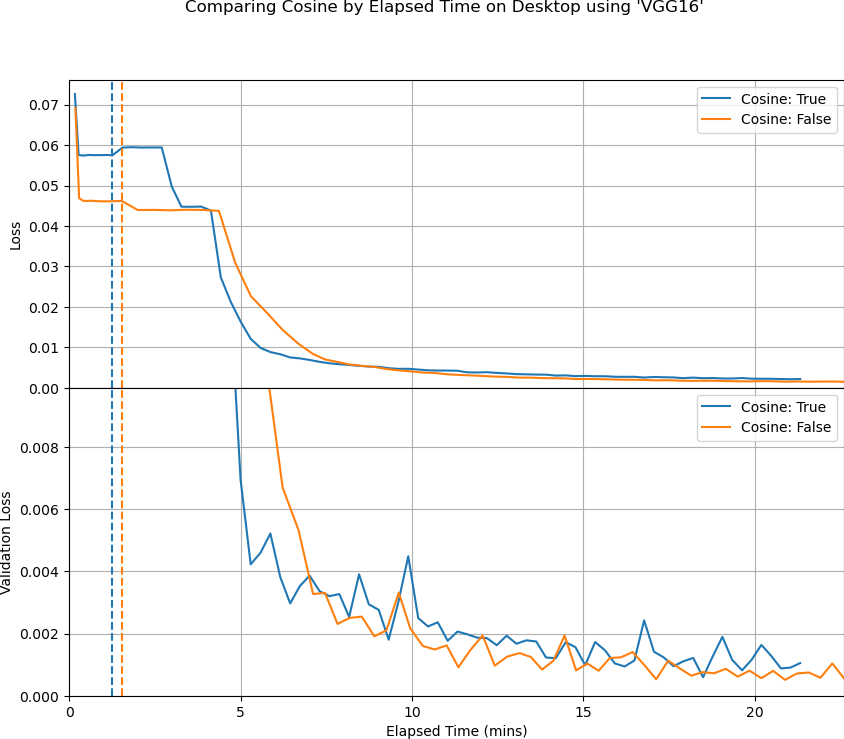 Comparing Cosine by Elapsed Time on Desktop using 'VGG16'
0.07
0.06
0.05
0.04
0.03
0.02
0.01
0.00
Loss
Cosine: True
Cosine: False
0.008
0.006
0.004
0.002
0.000
Validation Loss
Cosine: True
Cosine: False
0
5
10
15
20
Elapsed Time (mins)